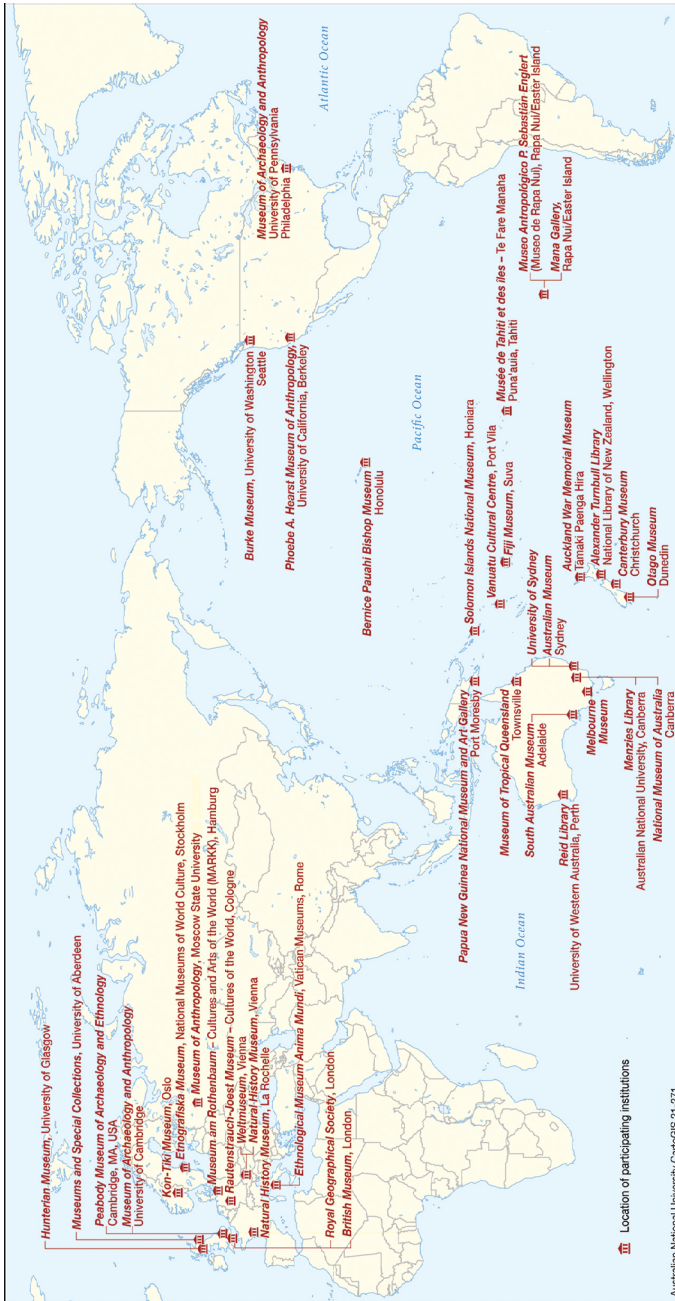 Hunterian Museum, University of Glasgow
Museums and Special Collections, University of Aberdeen
Peabody Museum of Archaeology and Ethnology
Cambridge, MA, USA
Museum of Archaeology and Anthropology
University of Cambridge
Kon-Tiki Museum, Oslo
Etnografiska Museum, National Museums of World Culture, Stockholm
Museum of Anthropology, Moscow State University
Museum am Rothenbaum – Cultures and Arts of the World (MARKK), Hamburg
Rautenstrauch-Joest Museum – Cultures of the World, Cologne
Weltmuseum, Vienna
Natural History Museum, Vienna
Natural History Museum, La Rochelle
Ethnological Museum Anima Mundi, Vatican Museums, Rome
Royal Geographical Society, London
British Museum, London
Museum of Archaeology and Anthropology
University of Pennsylvania
Philadelphia
Atlantic Ocean
Burke Museum, University of Washington
Seattle
Phoebe A. Hearst Museum of Anthropology,
University of California, Berkeley
Bernice Pauahi Bishop Museum
Honolulu
Pacific Ocean
Papua New Guinea National Museum and Art Gallery
Port Moresby
Solomon Islands National Museum, Honiara
Vanuatu Cultural Centre, Port Vila
Fiji Museum, Suva
Musée de Tahiti et des îles – Te Fare Manaha
Puna'auia, Tahiti
Museo Antropológico P. Sebastián Englert
(Museo de Rapa Nui), Rapa Nui/Easter Island
Mana Gallery,
Rapa Nui/Easter Island
Indian Ocean
Museum of Tropical Queensland
Townsville
South Australian Museum
Adelaide
Reid Library
University of Western Australia, Perth
University of Sydney
Australian Museum
Sydney
Melbourne
Museum
Menzies Library
Australian National University, Canberra
National Museum of Australia
Canberra
Auckland War Memorial Museum
Tāmaki Paenga Hira
Alexander Turnbull Library
National Library of New Zealand, Wellington
Canterbury Museum
Christchurch
Otago Museum
Dunedin
Location of participating institutions
Australian National University CartoGIS 21-271